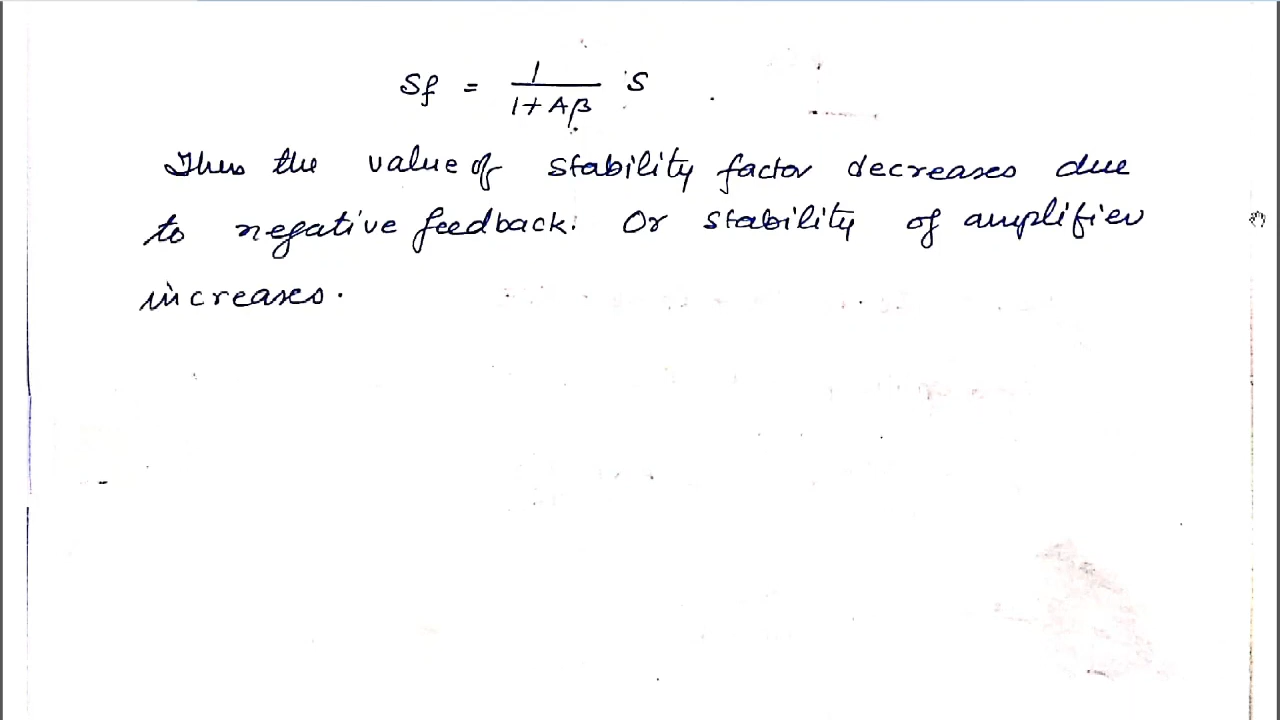 Sf = 1/(1+Aβ) S
Thus the value of stability factor decreases due
to negative feedback. Or stability of amplifier
increases.